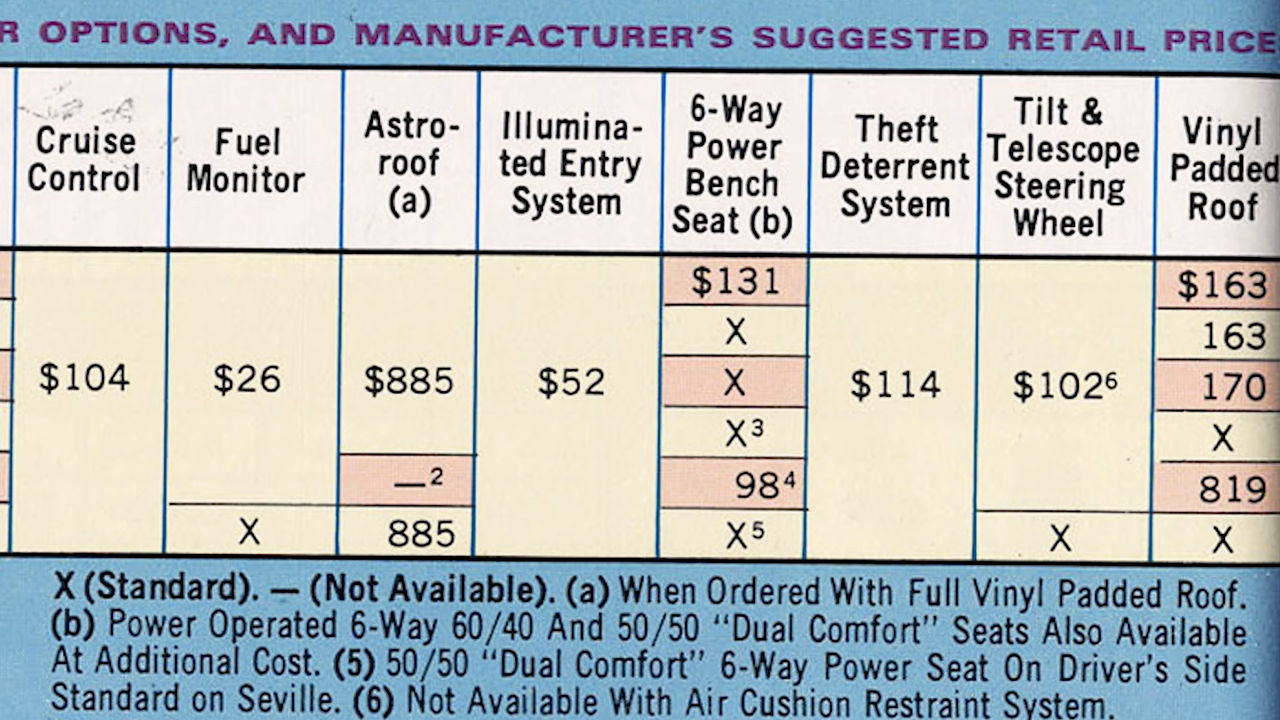 R OPTIONS, AND MANUFACTURER'S SUGGESTED RETAIL PRICE
Cruise Control Fuel Monitor Astro-roof (a) Illumina-ted Entry System 6-Way Power Bench Seat (b) Theft Deterrent System Tilt & Telescope Steering Wheel Vinyl Padded Roof
$131 $163
X 163
$104 $26 $885 $52 X $114 $102⁶ 170
X³ X
—² 98⁴ 819
X 885 X⁵ X X
X (Standard). — (Not Available). (a) When Ordered With Full Vinyl Padded Roof.
(b) Power Operated 6-Way 60/40 And 50/50 "Dual Comfort" Seats Also Available
At Additional Cost. (5) 50/50 "Dual Comfort" 6-Way Power Seat On Driver's Side
Standard on Seville. (6) Not Available With Air Cushion Restraint System.